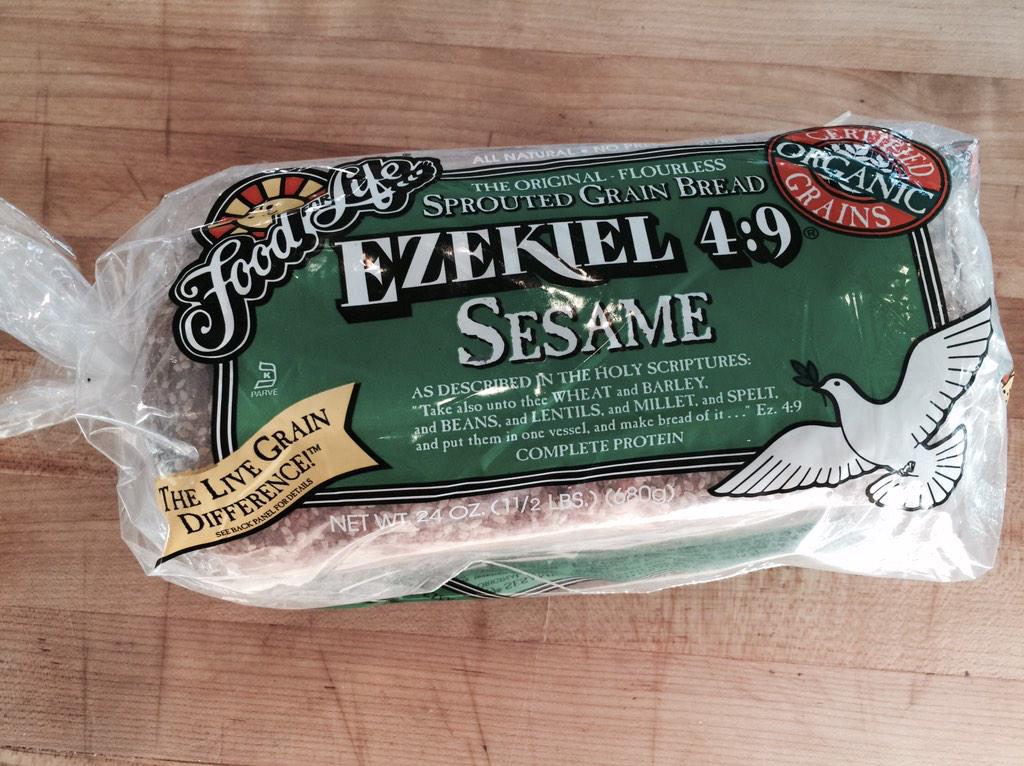 ALL NATURAL • NO
THE ORIGINAL - FLOURLESS
SPROUTED GRAIN BREAD
Food For Life
EZEKIEL 4:9®
SESAME
CERTIFIED
ORGANIC
GRAINS
K
PARVE
AS DESCRIBED IN THE HOLY SCRIPTURES:
"Take also unto thee WHEAT and BARLEY,
and BEANS, and LENTILS, and MILLET, and SPELT,
and put them in one vessel, and make bread of it . . ." Ez. 4:9
COMPLETE PROTEIN
THE LIVE GRAIN
DIFFERENCE!™
SEE BACK PANEL FOR DETAILS
NET WT. 24 OZ. (1 1/2 LBS.) (680g)